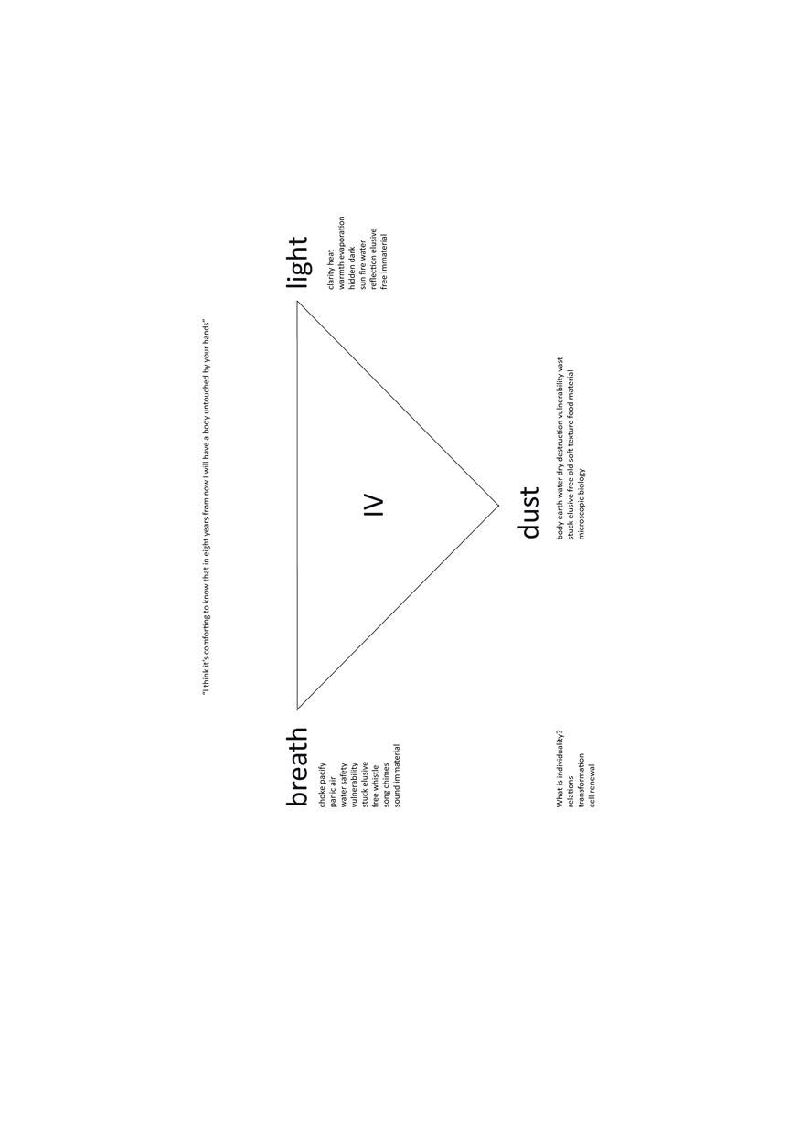 "I think it's comforting to know that in eight years from now I will have a body untouched by your hands"
breath
choke pacify
panic air
water safety
vulnerability
stuck elusive
free whistle
song chimes
sound immaterial
light
clarity heat
warmth evaporation
hidden dark
sun fire water
reflection elusive
free immaterial
IV
dust
body earth water dry destruction vulnerability vast
stuck elusive free old soft texture food material
microscopic biology
What is individuality?
relations
transformation
cell renewal